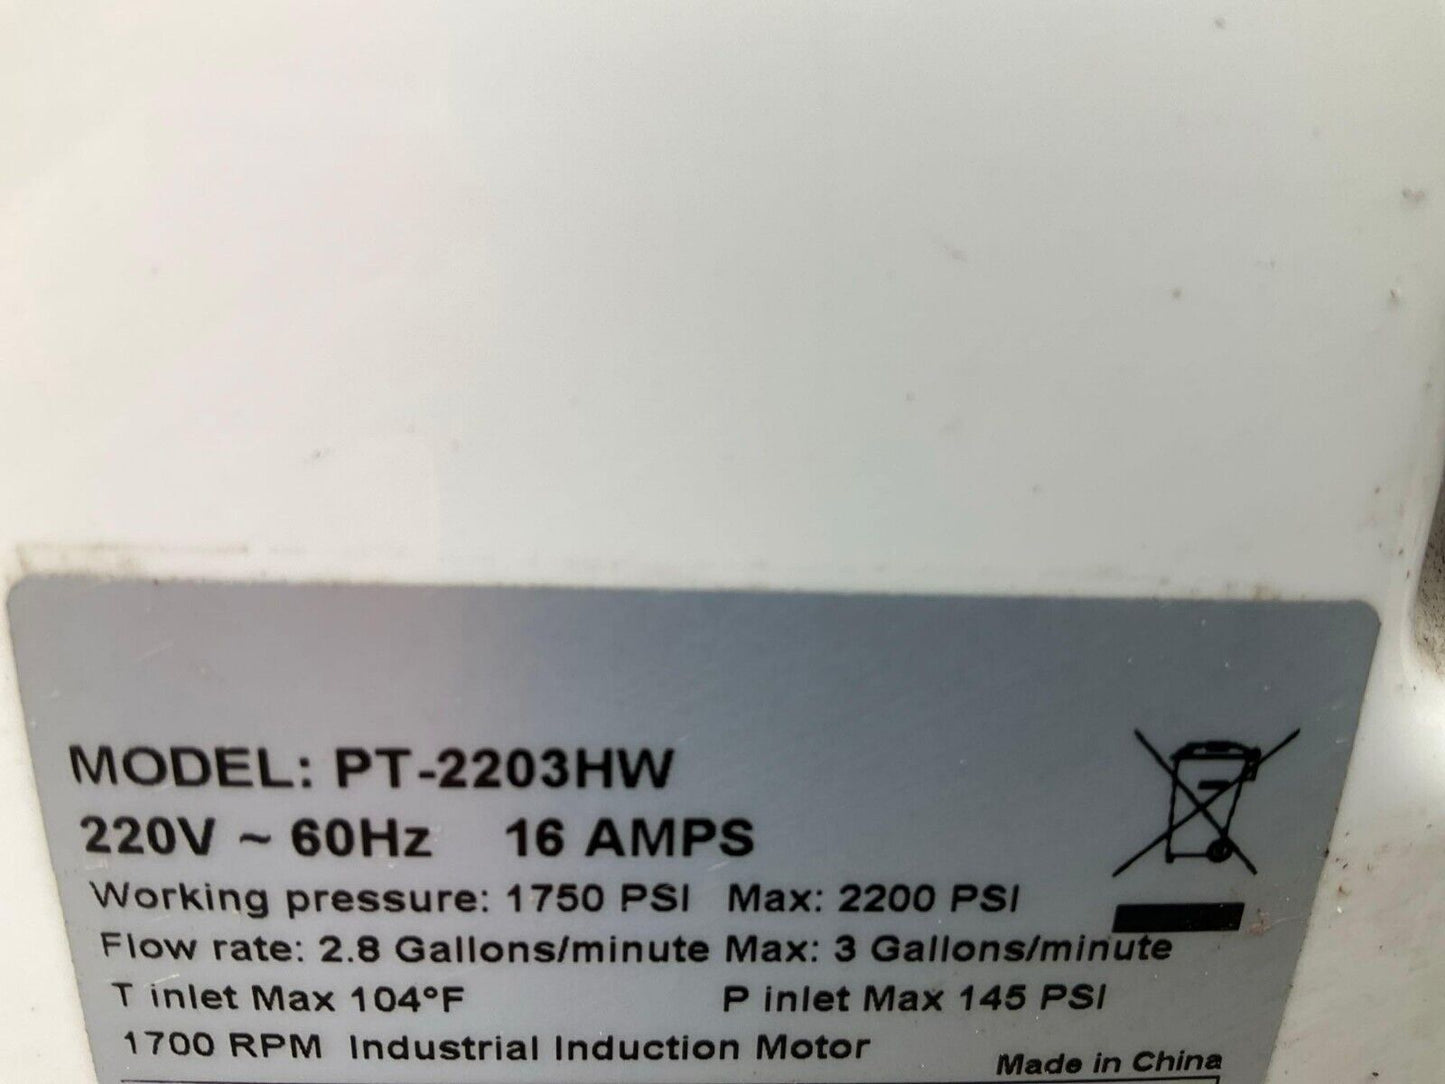 MODEL: PT-2203HW
220V ~ 60Hz 16 AMPS
Working pressure: 1750 PSI Max: 2200 PSI
Flow rate: 2.8 Gallons/minute Max: 3 Gallons/minute
T inlet Max 104°F P inlet Max 145 PSI
1700 RPM Industrial Induction Motor
Made in China